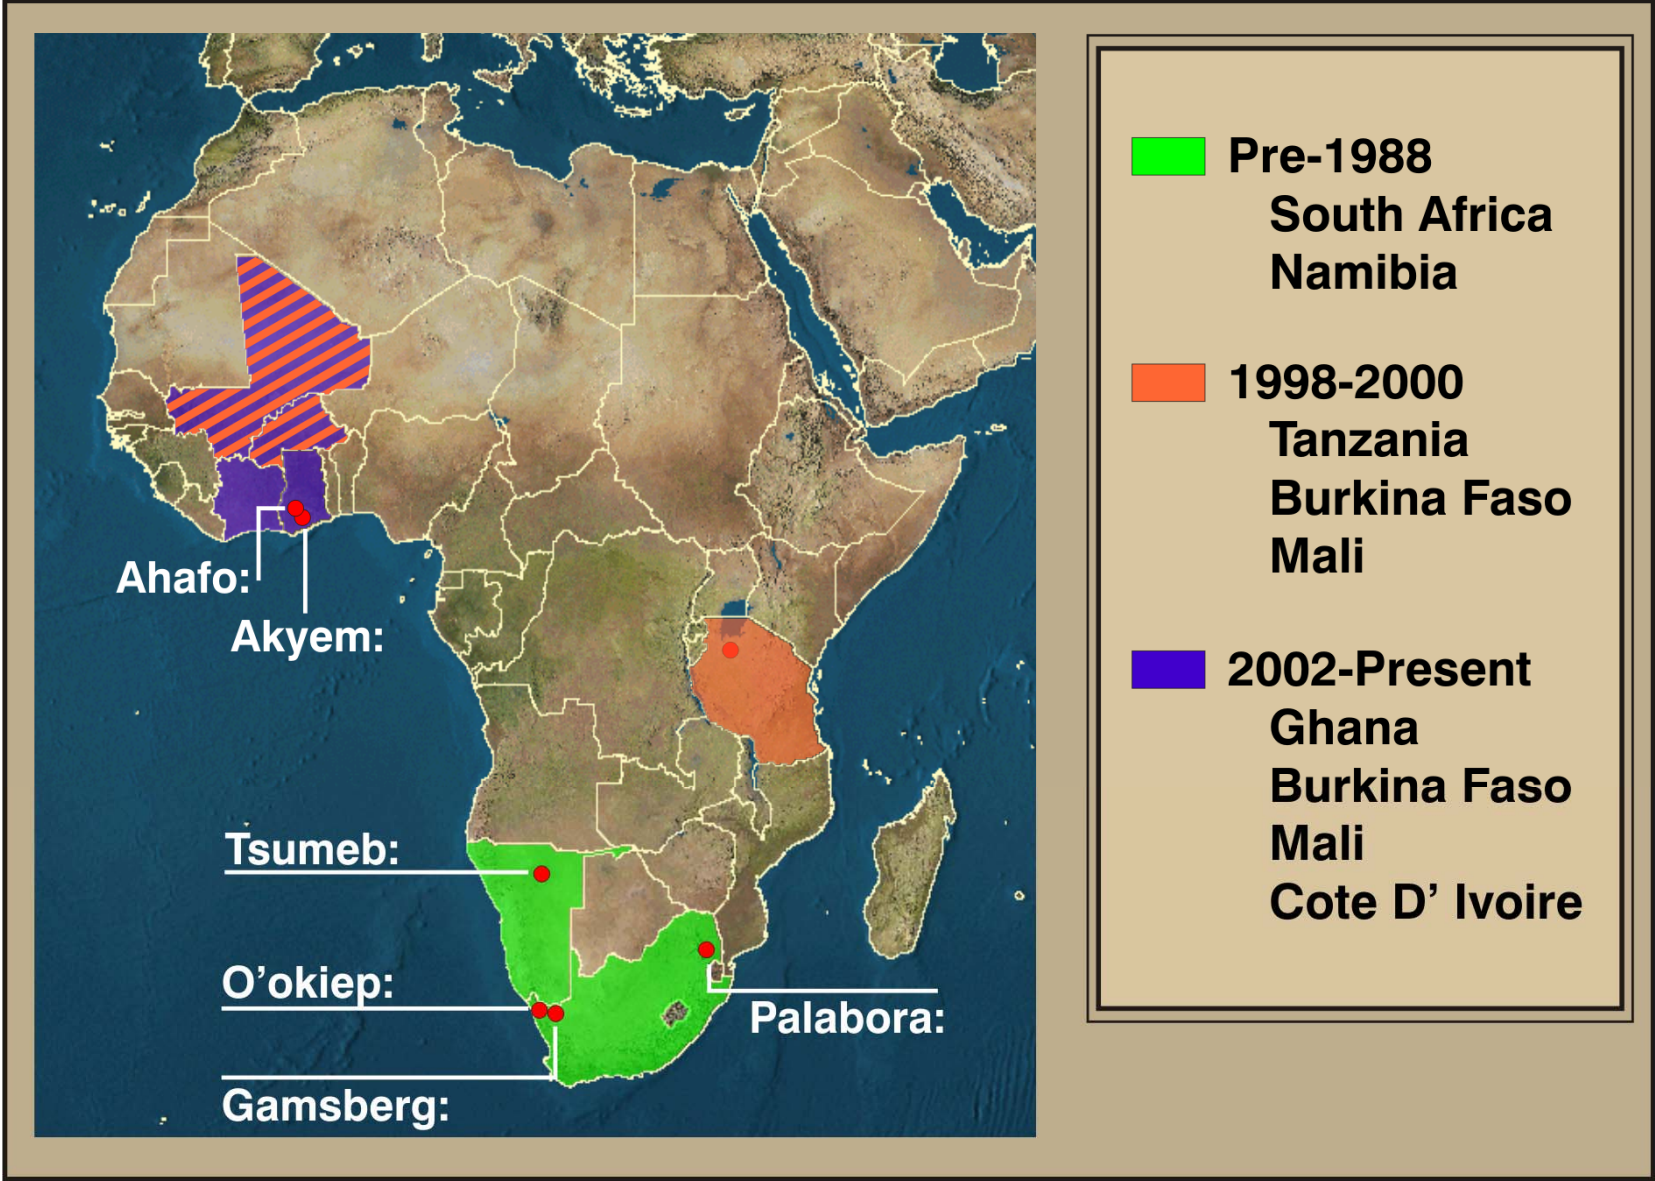 Ahafo:
Akyem:
Tsumeb:
O’okiep:
Gamsberg:
Palabora:
Pre-1988
South Africa
Namibia
1998-2000
Tanzania
Burkina Faso
Mali
2002-Present
Ghana
Burkina Faso
Mali
Cote D’ Ivoire